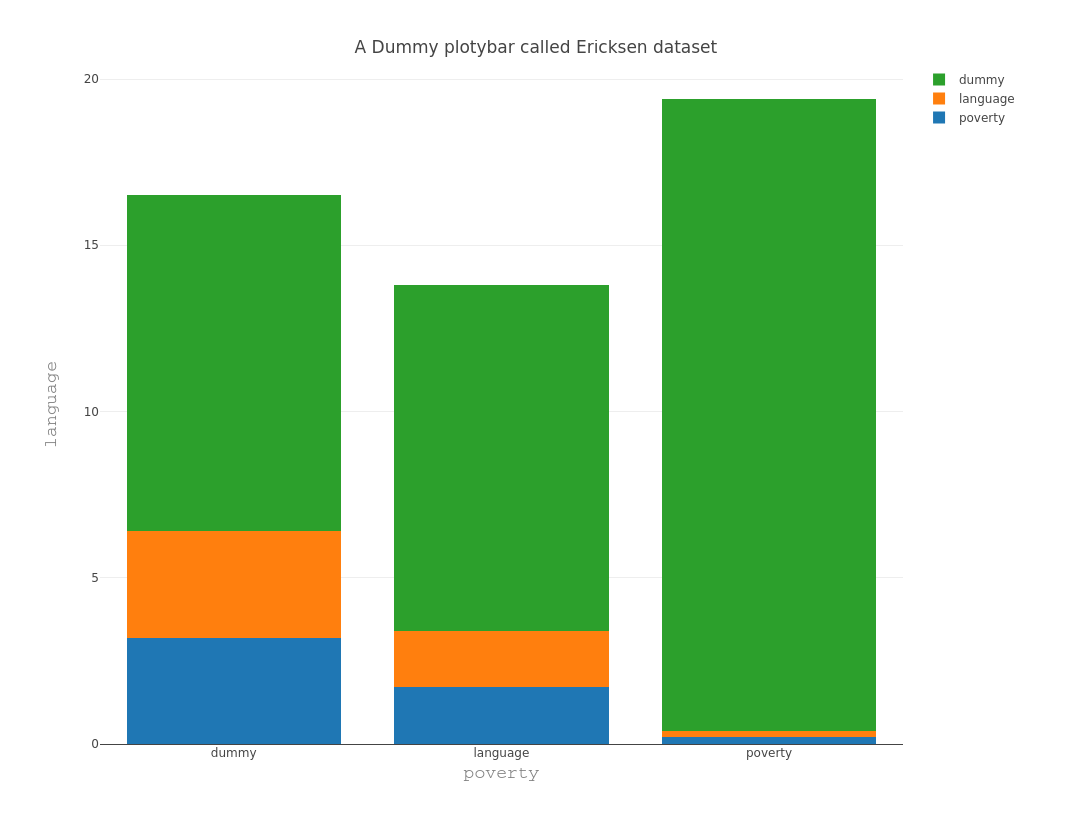 A Dummy plotybar called Ericksen dataset
dummy
language
poverty
20
15
10
5
0
language
dummy language poverty
poverty